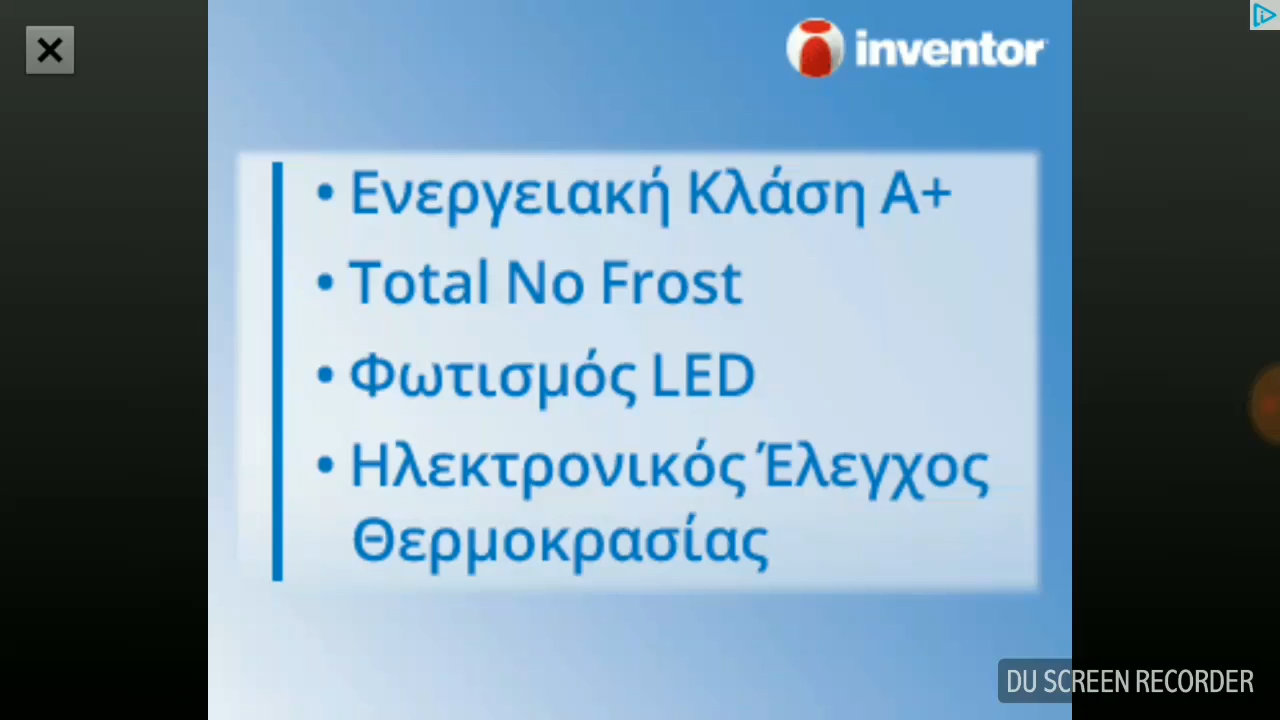 inventor
• Ενεργειακή Κλάση Α+
• Total No Frost
• Φωτισμός LED
• Ηλεκτρονικός Έλεγχος
Θερμοκρασίας
DU SCREEN RECORDER